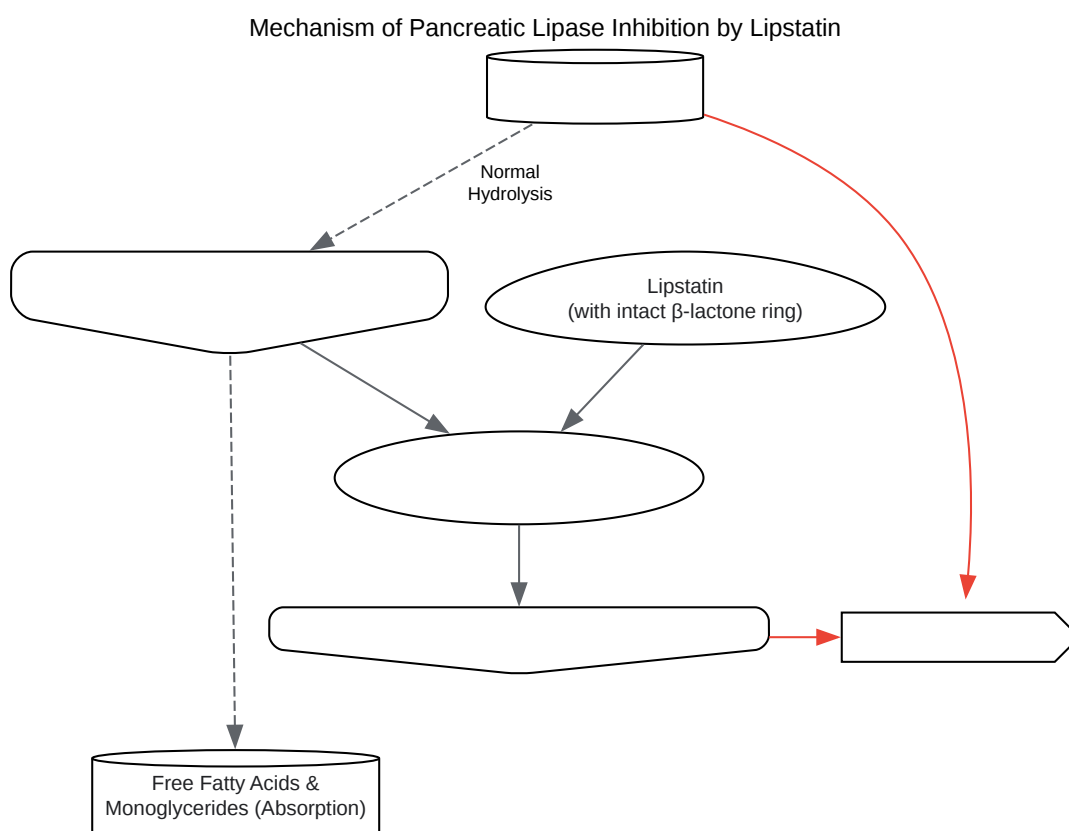 Mechanism of Pancreatic Lipase Inhibition by Lipstatin
Normal
Hydrolysis
Lipstatin
(with intact β-lactone ring)
Free Fatty Acids &
Monoglycerides (Absorption)